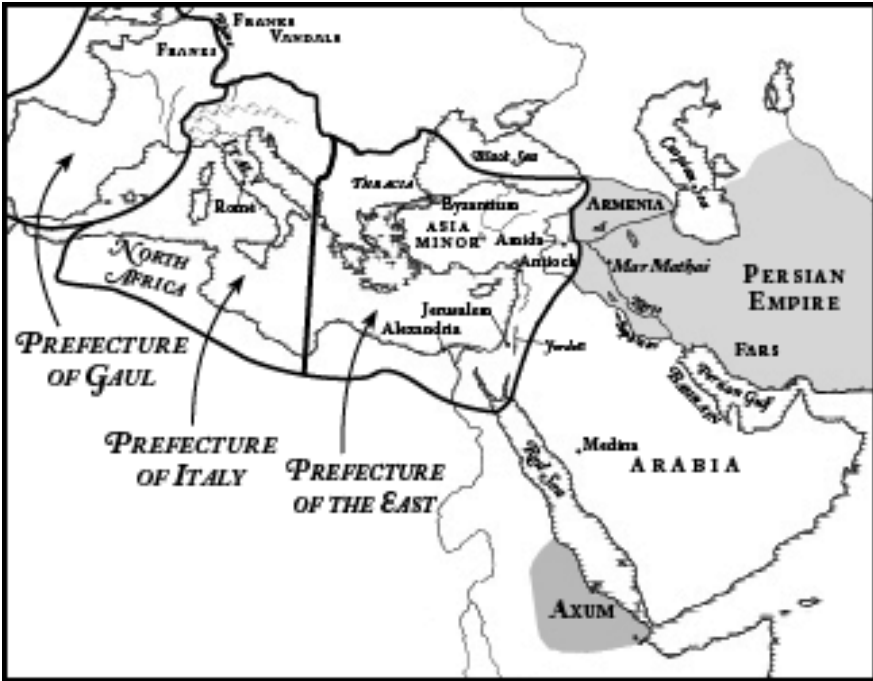 FRANKS
VANDALS
FRANKS
Black Sea
Caspian Sea
THRACIA
ITALY
Rome
Byzantium
ARMENIA
ASIA
MINOR
Amida
Antioch
NORTH
AFRICA
Mar Mathai
PERSIAN
EMPIRE
Jerusalem
Alexandria
PREFECTURE
OF GAUL
FARS
Persian Gulf
PREFECTURE
OF ITALY
PREFECTURE
OF THE EAST
Medina
ARABIA
Red Sea
AXUM